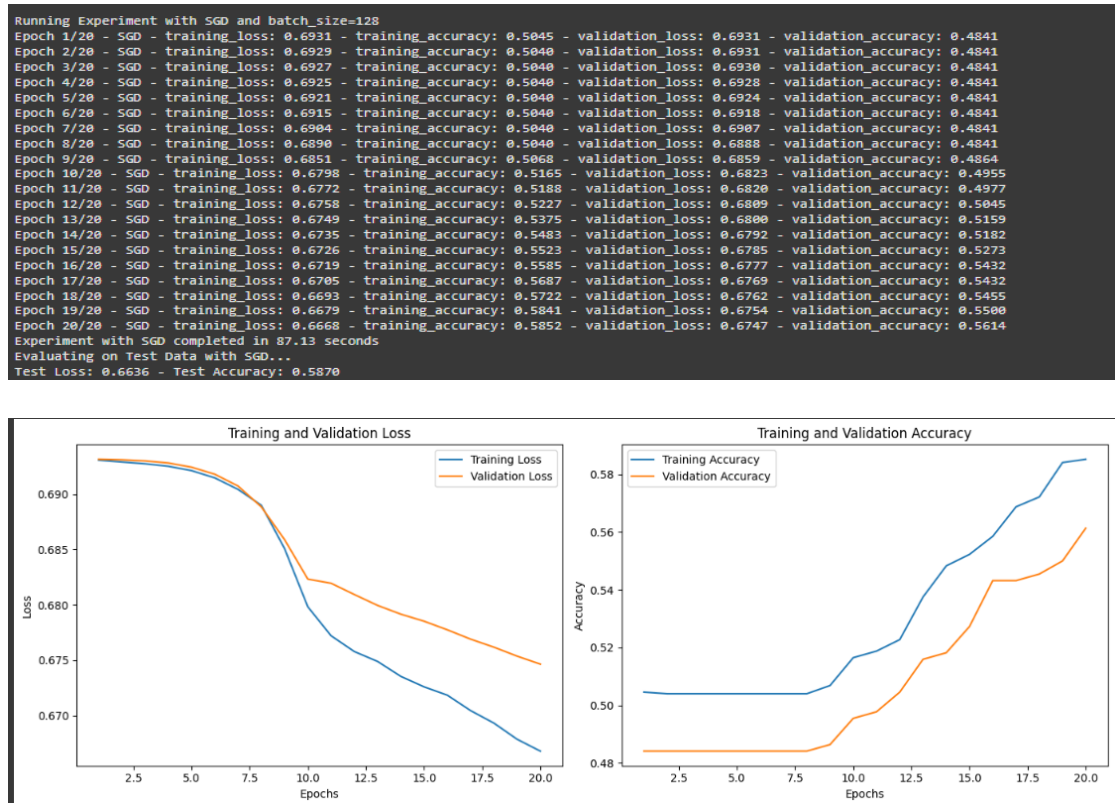 Running Experiment with SGD and batch_size=128
Epoch 1/20 - SGD - training_loss: 0.6931 - training_accuracy: 0.5045 - validation_loss: 0.6931 - validation_accuracy: 0.4841
Epoch 2/20 - SGD - training_loss: 0.6929 - training_accuracy: 0.5040 - validation_loss: 0.6931 - validation_accuracy: 0.4841
Epoch 3/20 - SGD - training_loss: 0.6927 - training_accuracy: 0.5040 - validation_loss: 0.6930 - validation_accuracy: 0.4841
Epoch 4/20 - SGD - training_loss: 0.6925 - training_accuracy: 0.5040 - validation_loss: 0.6928 - validation_accuracy: 0.4841
Epoch 5/20 - SGD - training_loss: 0.6921 - training_accuracy: 0.5040 - validation_loss: 0.6924 - validation_accuracy: 0.4841
Epoch 6/20 - SGD - training_loss: 0.6915 - training_accuracy: 0.5040 - validation_loss: 0.6918 - validation_accuracy: 0.4841
Epoch 7/20 - SGD - training_loss: 0.6904 - training_accuracy: 0.5040 - validation_loss: 0.6907 - validation_accuracy: 0.4841
Epoch 8/20 - SGD - training_loss: 0.6890 - training_accuracy: 0.5040 - validation_loss: 0.6888 - validation_accuracy: 0.4841
Epoch 9/20 - SGD - training_loss: 0.6851 - training_accuracy: 0.5068 - validation_loss: 0.6859 - validation_accuracy: 0.4864
Epoch 10/20 - SGD - training_loss: 0.6798 - training_accuracy: 0.5165 - validation_loss: 0.6823 - validation_accuracy: 0.4955
Epoch 11/20 - SGD - training_loss: 0.6772 - training_accuracy: 0.5188 - validation_loss: 0.6820 - validation_accuracy: 0.4977
Epoch 12/20 - SGD - training_loss: 0.6758 - training_accuracy: 0.5227 - validation_loss: 0.6809 - validation_accuracy: 0.5045
Epoch 13/20 - SGD - training_loss: 0.6749 - training_accuracy: 0.5375 - validation_loss: 0.6800 - validation_accuracy: 0.5159
Epoch 14/20 - SGD - training_loss: 0.6735 - training_accuracy: 0.5483 - validation_loss: 0.6792 - validation_accuracy: 0.5182
Epoch 15/20 - SGD - training_loss: 0.6726 - training_accuracy: 0.5523 - validation_loss: 0.6785 - validation_accuracy: 0.5273
Epoch 16/20 - SGD - training_loss: 0.6719 - training_accuracy: 0.5585 - validation_loss: 0.6777 - validation_accuracy: 0.5432
Epoch 17/20 - SGD - training_loss: 0.6705 - training_accuracy: 0.5687 - validation_loss: 0.6769 - validation_accuracy: 0.5432
Epoch 18/20 - SGD - training_loss: 0.6693 - training_accuracy: 0.5722 - validation_loss: 0.6762 - validation_accuracy: 0.5455
Epoch 19/20 - SGD - training_loss: 0.6679 - training_accuracy: 0.5841 - validation_loss: 0.6754 - validation_accuracy: 0.5500
Epoch 20/20 - SGD - training_loss: 0.6668 - training_accuracy: 0.5852 - validation_loss: 0.6747 - validation_accuracy: 0.5614
Experiment with SGD completed in 87.13 seconds
Evaluating on Test Data with SGD...
Test Loss: 0.6636 - Test Accuracy: 0.5870
Training and Validation Loss
Training Loss
Validation Loss
0.690
0.685
0.680
0.675
0.670
Loss
2.5 5.0 7.5 10.0 12.5 15.0 17.5 20.0
Epochs
Training and Validation Accuracy
Training Accuracy
Validation Accuracy
0.58
0.56
0.54
0.52
0.50
0.48
Accuracy
2.5 5.0 7.5 10.0 12.5 15.0 17.5 20.0
Epochs